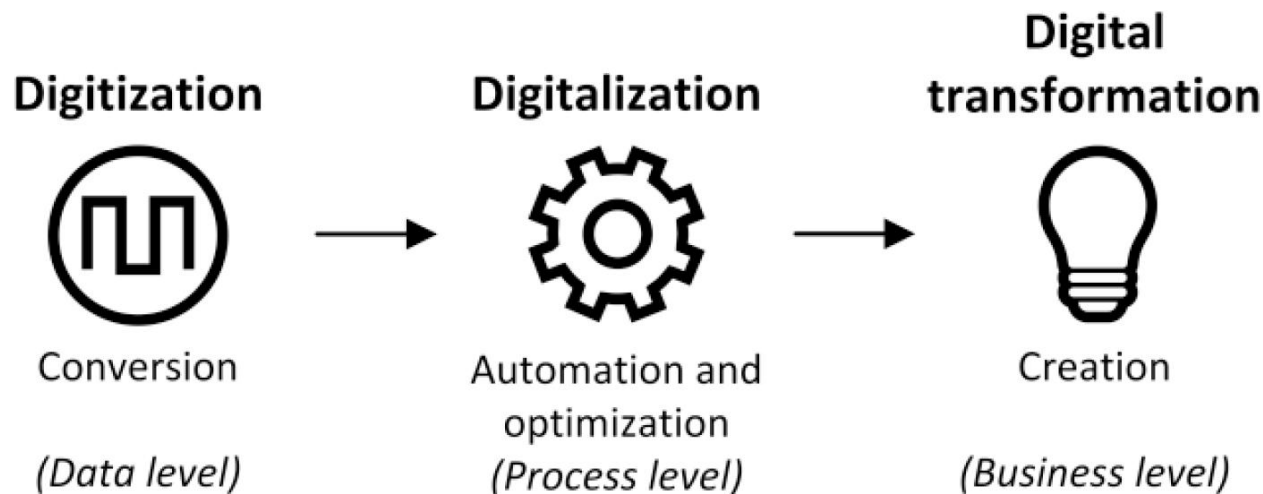 Digitization
Conversion
(Data level)
Digitalization
Automation and
optimization
(Process level)
Digital
transformation
Creation
(Business level)